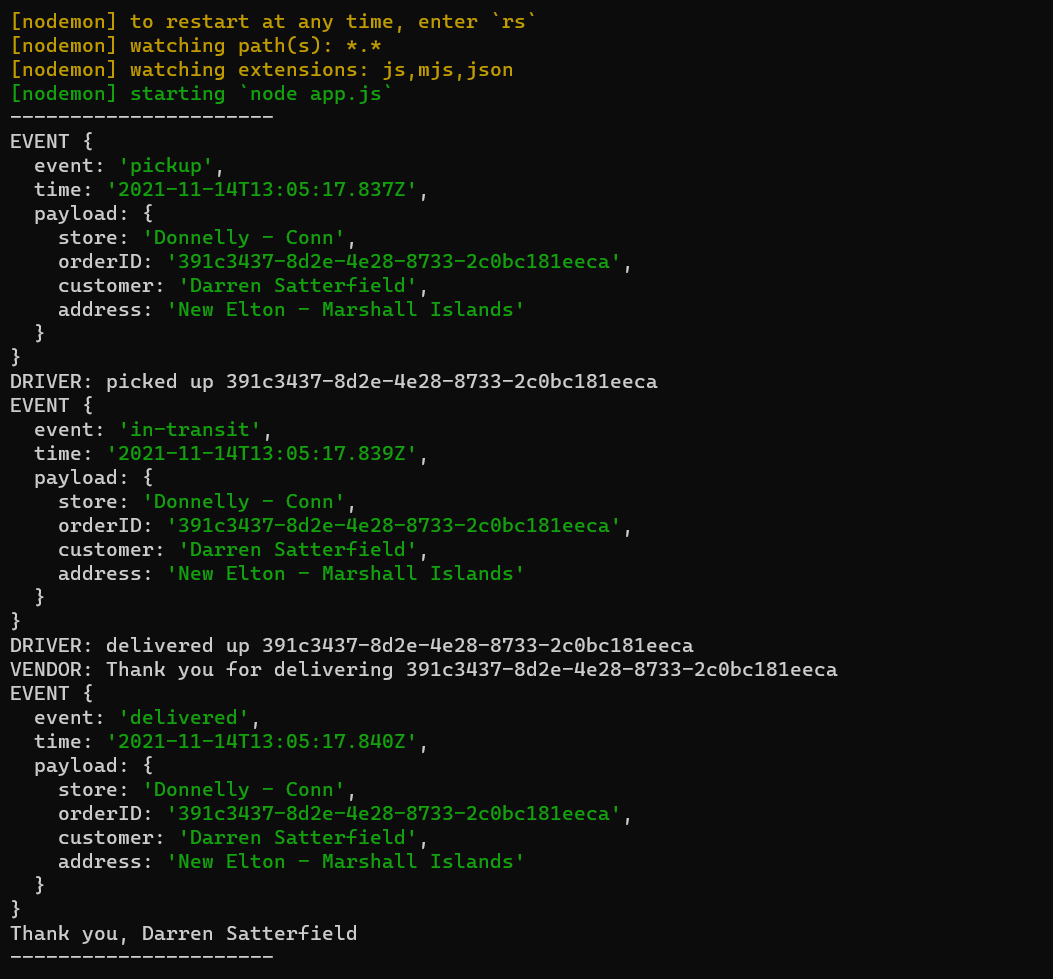 [nodemon] to restart at any time, enter `rs`
[nodemon] watching path(s): *.*
[nodemon] watching extensions: js,mjs,json
[nodemon] starting `node app.js`
----------------------
EVENT {
  event: 'pickup',
  time: '2021-11-14T13:05:17.837Z',
  payload: {
    store: 'Donnelly - Conn',
    orderID: '391c3437-8d2e-4e28-8733-2c0bc181eeca',
    customer: 'Darren Satterfield',
    address: 'New Elton - Marshall Islands'
  }
}
DRIVER: picked up 391c3437-8d2e-4e28-8733-2c0bc181eeca
EVENT {
  event: 'in-transit',
  time: '2021-11-14T13:05:17.839Z',
  payload: {
    store: 'Donnelly - Conn',
    orderID: '391c3437-8d2e-4e28-8733-2c0bc181eeca',
    customer: 'Darren Satterfield',
    address: 'New Elton - Marshall Islands'
  }
}
DRIVER: delivered up 391c3437-8d2e-4e28-8733-2c0bc181eeca
VENDOR: Thank you for delivering 391c3437-8d2e-4e28-8733-2c0bc181eeca
EVENT {
  event: 'delivered',
  time: '2021-11-14T13:05:17.840Z',
  payload: {
    store: 'Donnelly - Conn',
    orderID: '391c3437-8d2e-4e28-8733-2c0bc181eeca',
    customer: 'Darren Satterfield',
    address: 'New Elton - Marshall Islands'
  }
}
Thank you, Darren Satterfield
----------------------